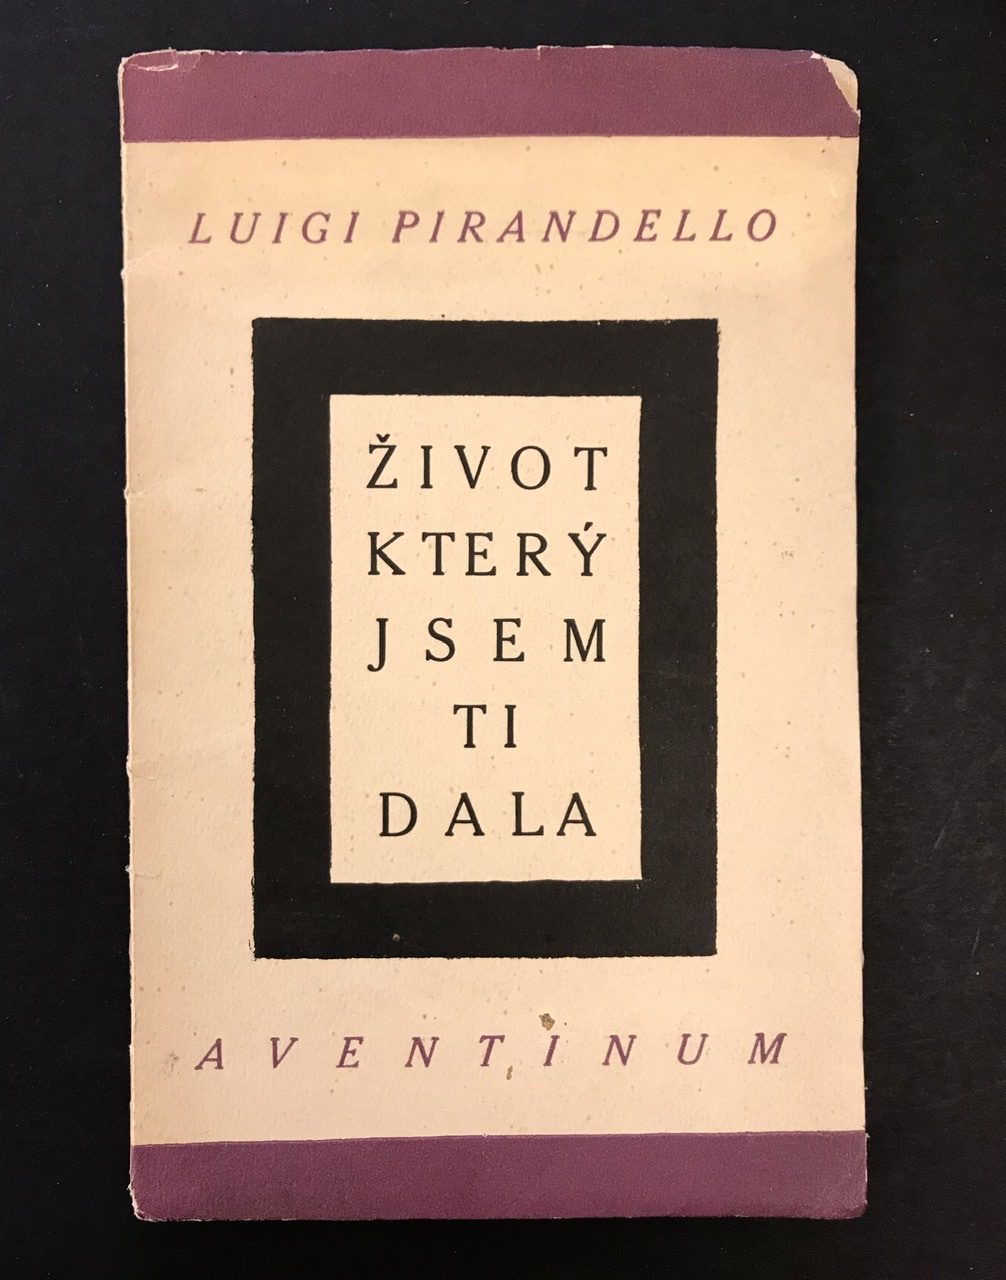 LUIGI PIRANDELLO
ŽIVOT
KTERÝ
JSEM
TI
DALA
AVENTINUM